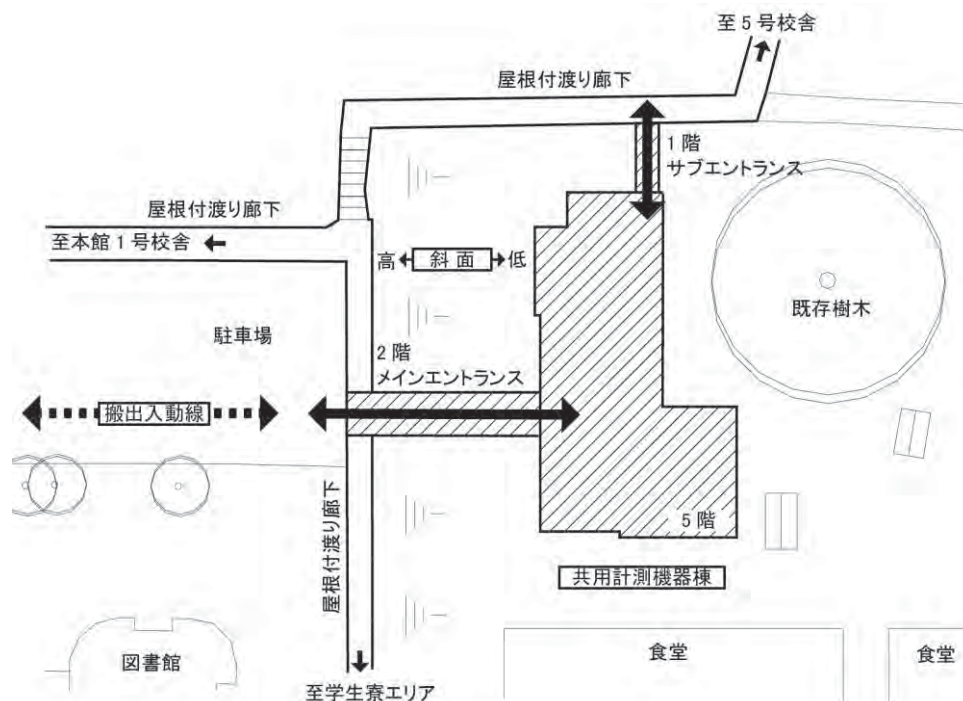 至５号校舎
屋根付渡り廊下
1階
サブエントランス
屋根付渡り廊下
至本館１号校舎
高 斜面 低
既存樹木
駐車場
2階
メインエントランス
搬出入動線
屋根付渡り廊下
5階
共用計測機器棟
図書館
食堂
食堂
至学生寮エリア